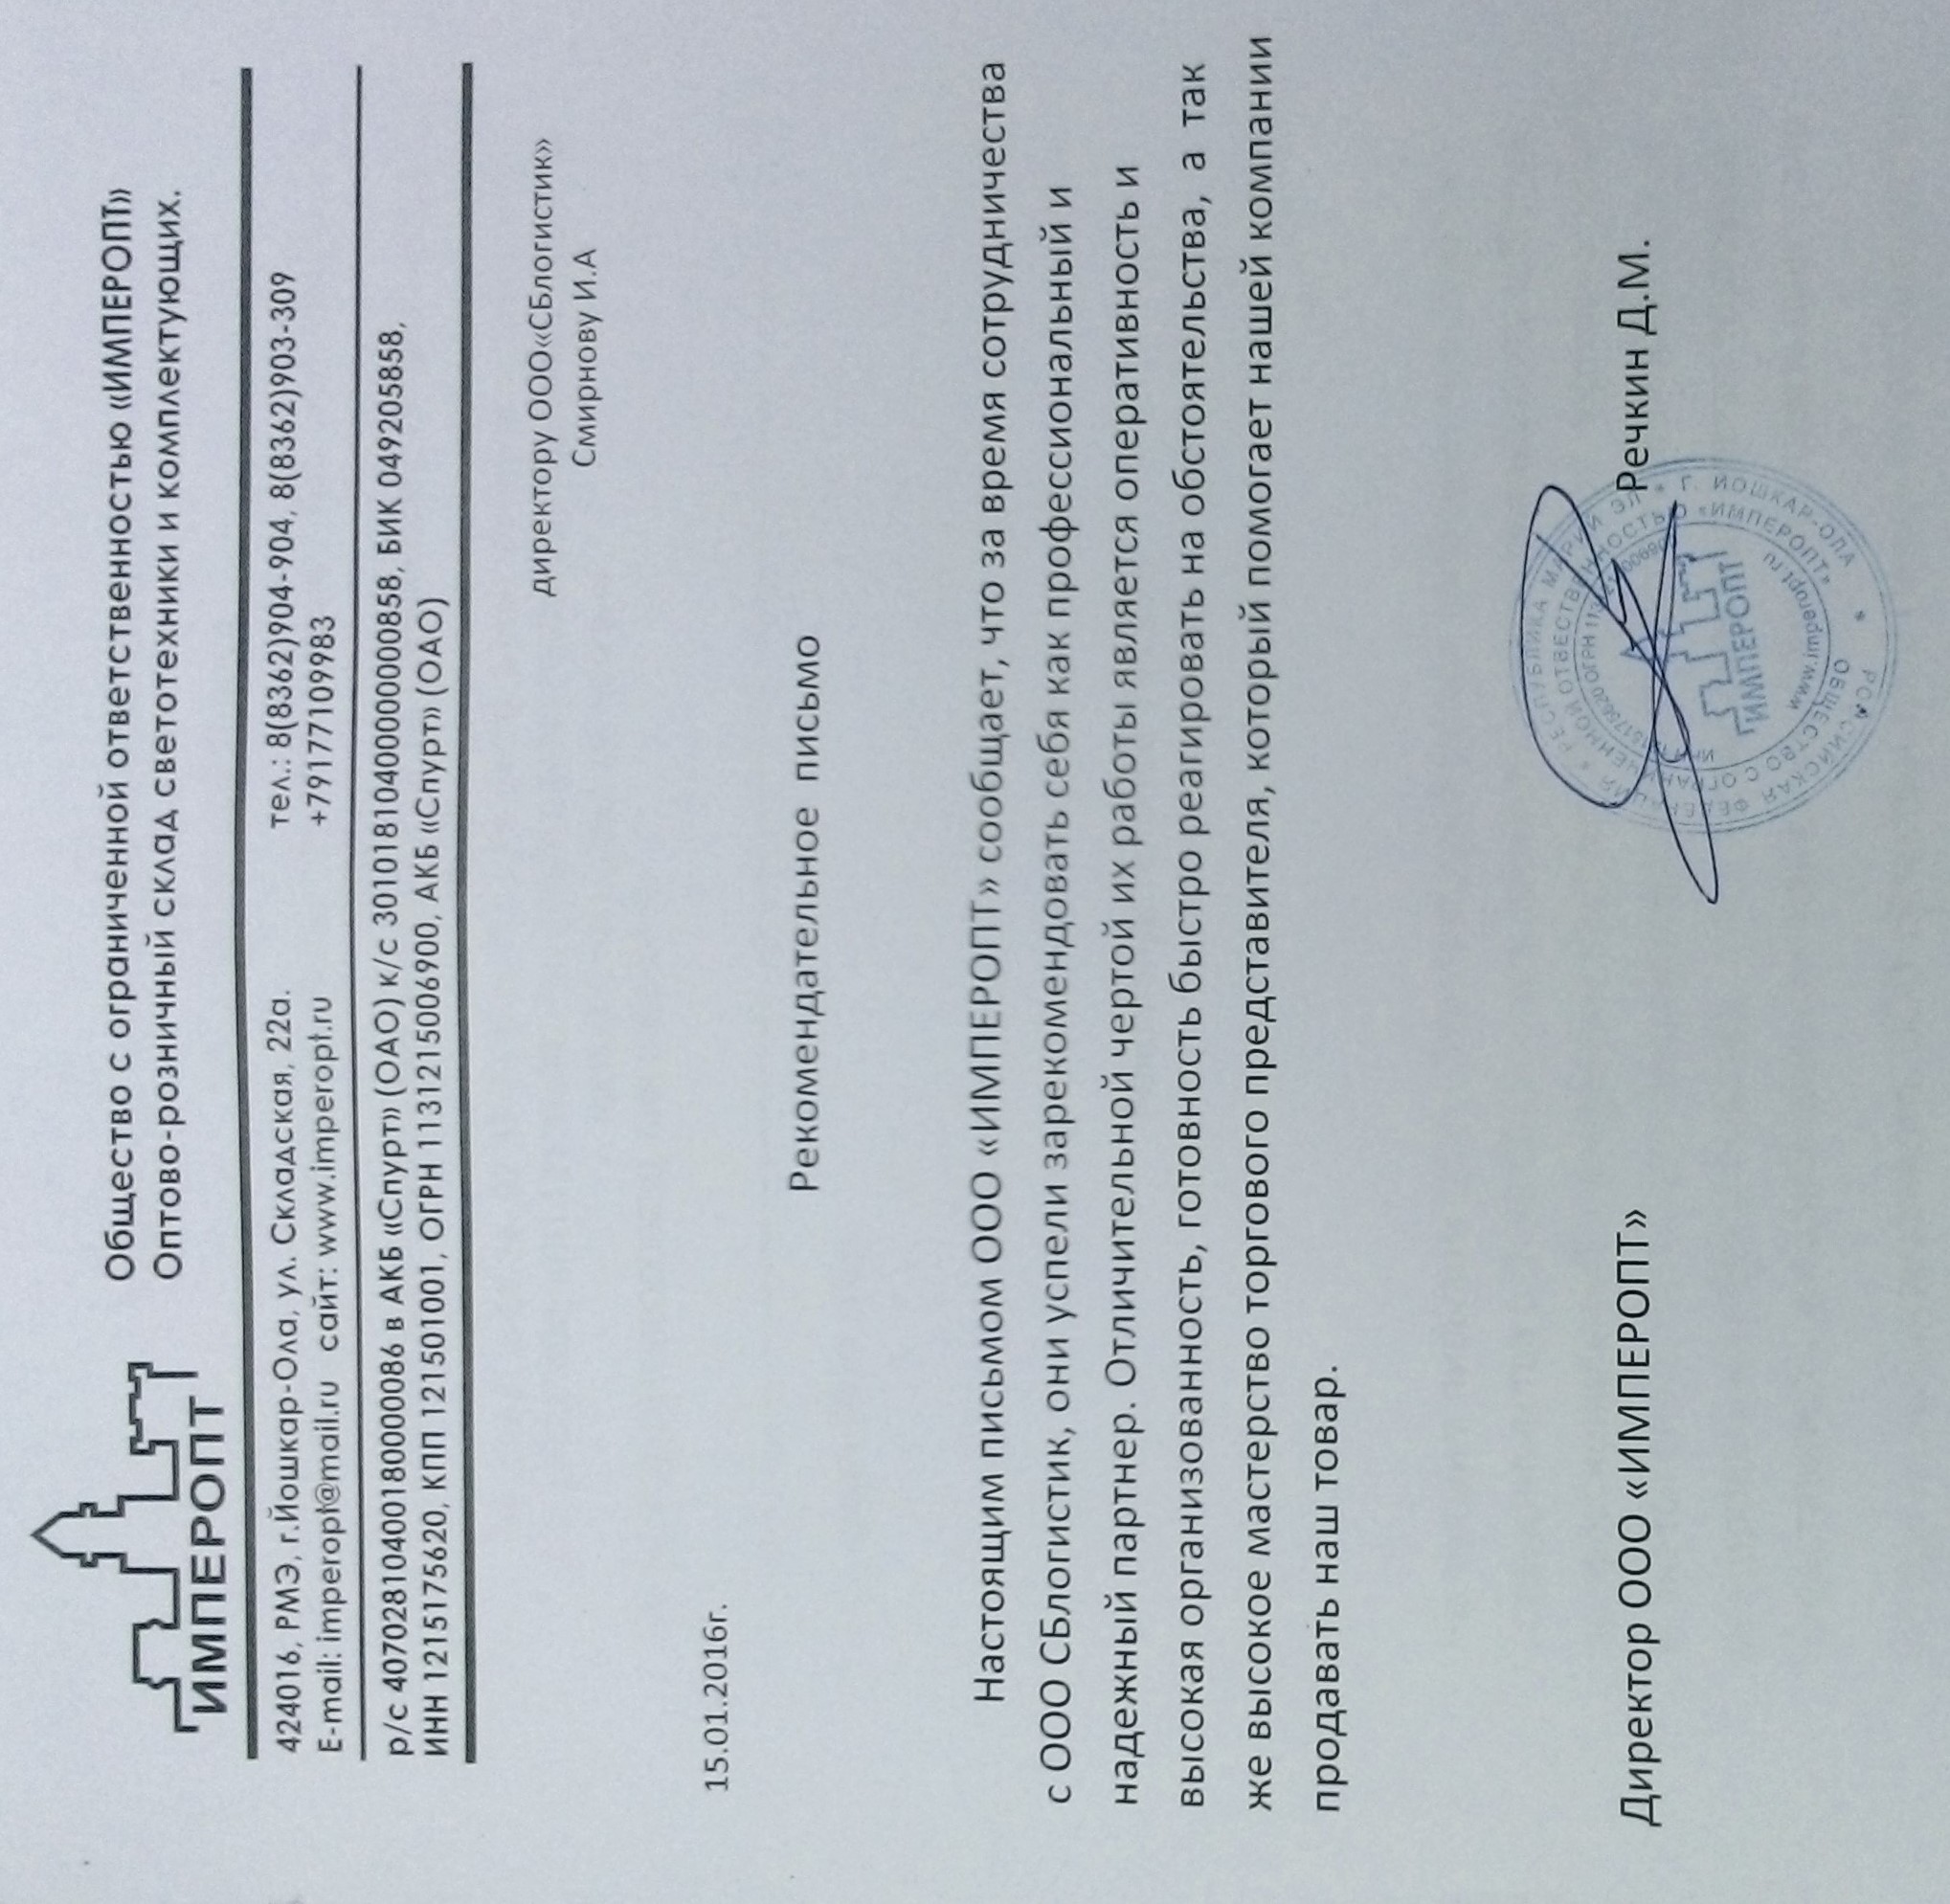 ИМПЕРОПТ
Общество с ограниченной ответственностью «ИМПЕРОПТ»
Оптово-розничный склад светотехники и комплектующих.
424016, РМЭ, г.Йошкар-Ола, ул. Складская, 22а. тел.: 8(8362)904-904, 8(8362)903-309
E-mail: imperopt@mail.ru сайт: www.imperopt.ru +79177109983
р/с 40702810400180000086 в АКБ «Спурт» (ОАО) к/с 30101810400000000858, БИК 049205858,
ИНН 1215175620, КПП 121501001, ОГРН 1131215006900, АКБ «Спурт» (ОАО)
директору ООО«СБлогистик»
Смирнову И.А
15.01.2016г.
Рекомендательное письмо
Настоящим письмом ООО «ИМПЕРОПТ» сообщает, что за время сотрудничества
с ООО СБлогистик, они успели зарекомендовать себя как профессиональный и
надежный партнер. Отличительной чертой их работы является оперативность и
высокая организованность, готовность быстро реагировать на обстоятельства, а так
же высокое мастерство торгового представителя, который помогает нашей компании
продавать наш товар.
Директор ООО «ИМПЕРОПТ» Речкин Д.М.
РОССИЙСКАЯ ФЕДЕРАЦИЯ * РЕСПУБЛИКА МАРИЙ ЭЛ * Г. ЙОШКАР-ОЛА *
ОБЩЕСТВО С ОГРАНИЧЕННОЙ ОТВЕТСТВЕННОСТЬЮ «ИМПЕРОПТ»
ОГРН
ИМПЕРОПТ
www.imperopt.ru